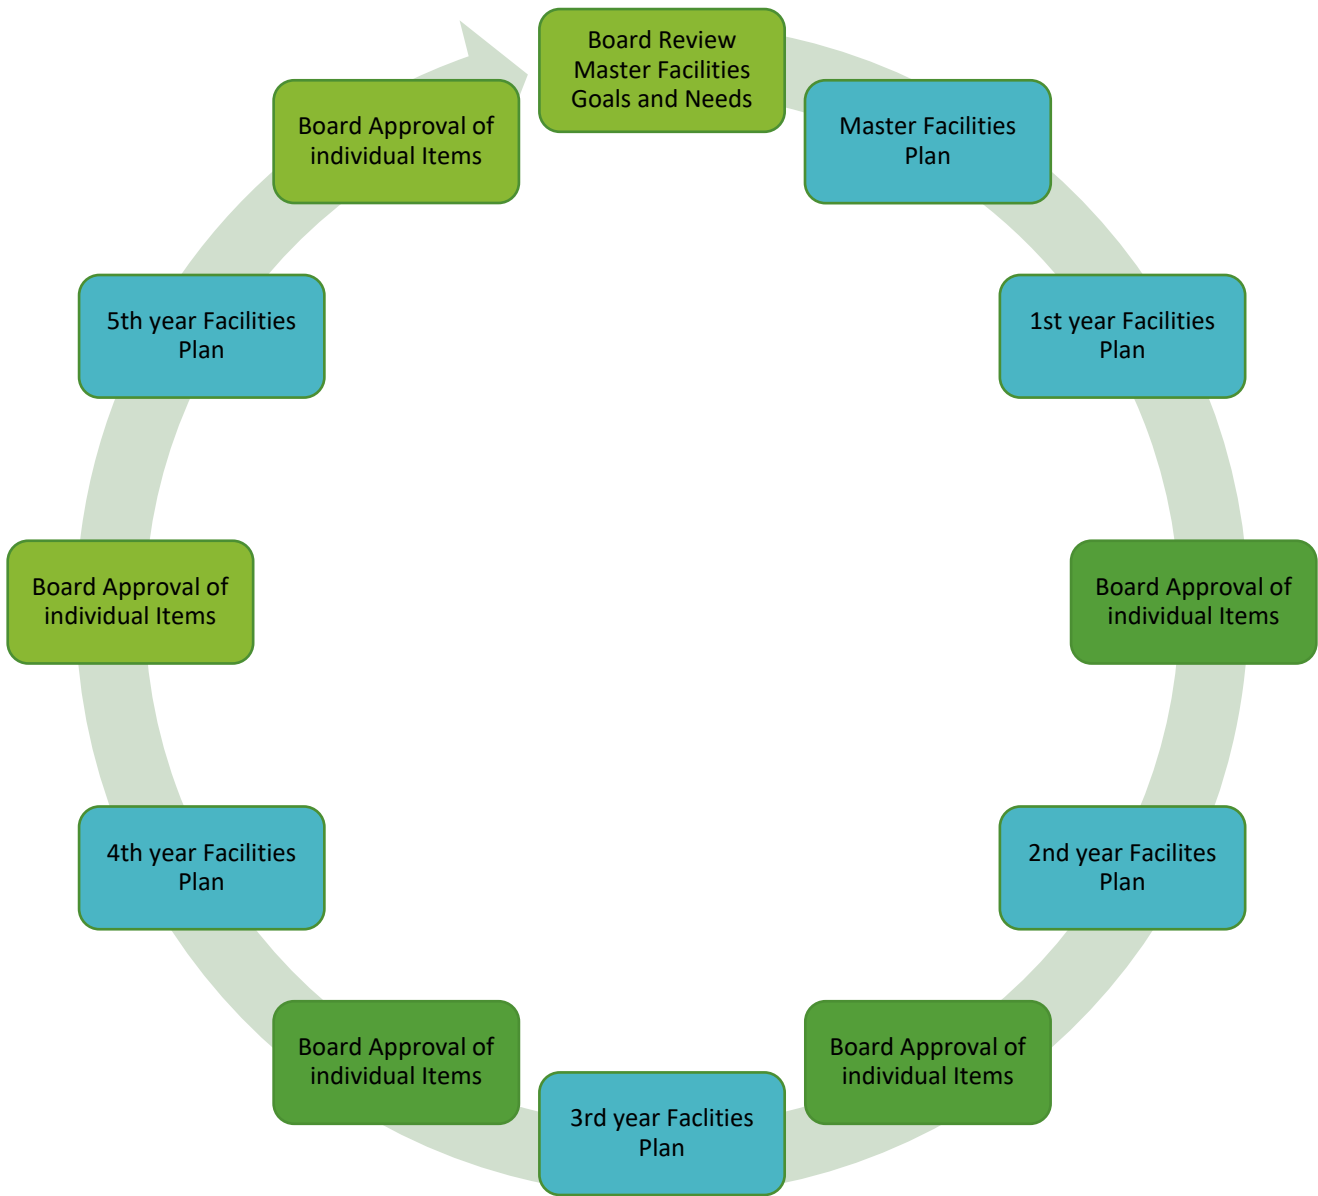 Board Review
Master Facilities
Goals and Needs
Master Facilities
Plan
1st year Facilities
Plan
Board Approval of
individual Items
2nd year Facilites
Plan
Board Approval of
individual Items
3rd year Faclities
Plan
Board Approval of
individual Items
4th year Facilities
Plan
Board Approval of
individual Items
5th year Facilities
Plan
Board Approval of
individual Items